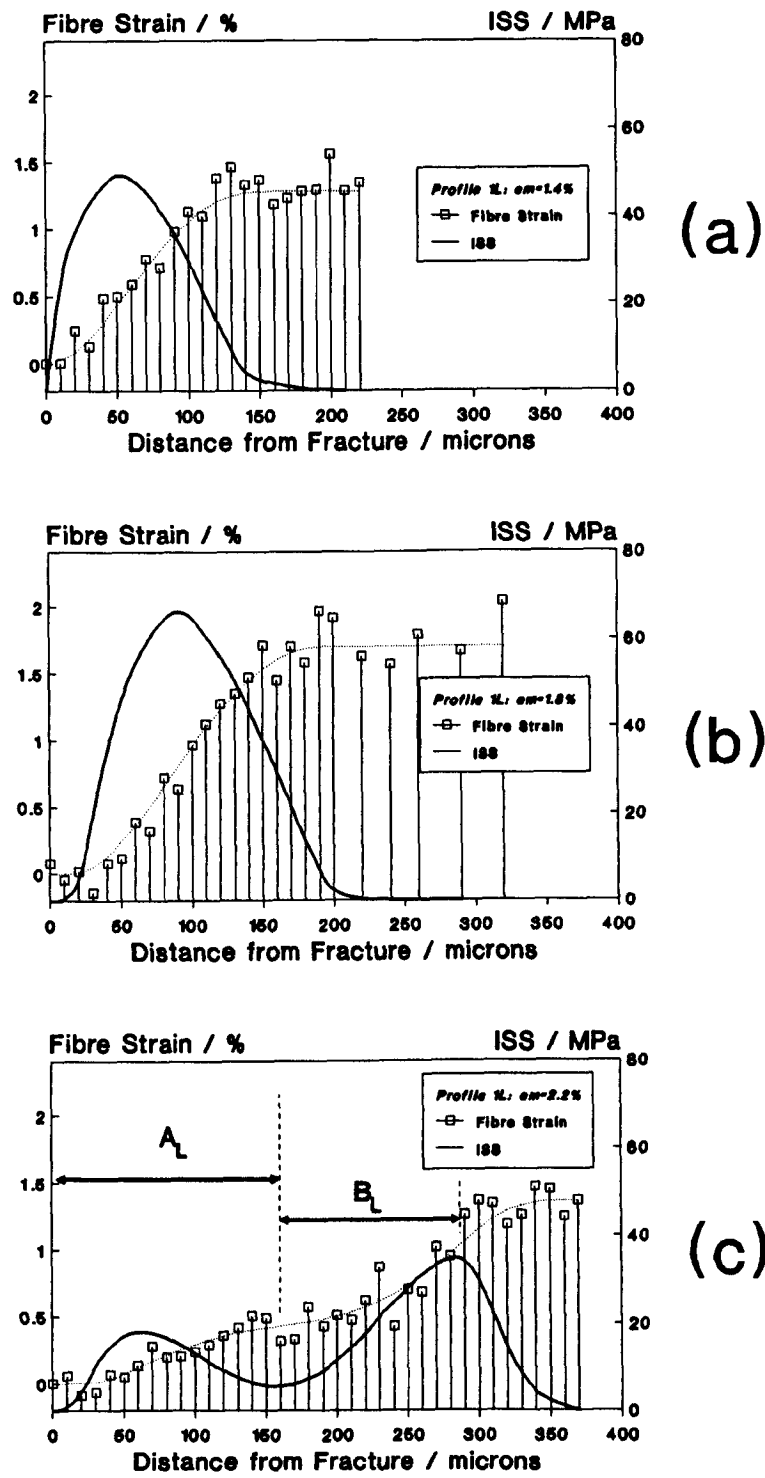 Fibre Strain / % ISS / MPa
80
2
60
1.5
Profile 1L: em=1.4%
Fibre Strain
ISS
40
1
0.5
20
0
0
0 50 100 150 200 250 300 350 400
Distance from Fracture / microns
(a)
Fibre Strain / % ISS / MPa
80
2
60
1.5
Profile 1L: em=1.8%
Fibre Strain
ISS
40
1
0.5
20
0
0
0 50 100 150 200 250 300 350 400
Distance from Fracture / microns
(b)
Fibre Strain / % ISS / MPa
80
2
Profile 1L: em=2.2%
Fibre Strain
ISS
60
A_L
1.5
B_L
40
1
0.5
20
0
0
0 50 100 150 200 250 300 350 400
Distance from Fracture / microns
(c)